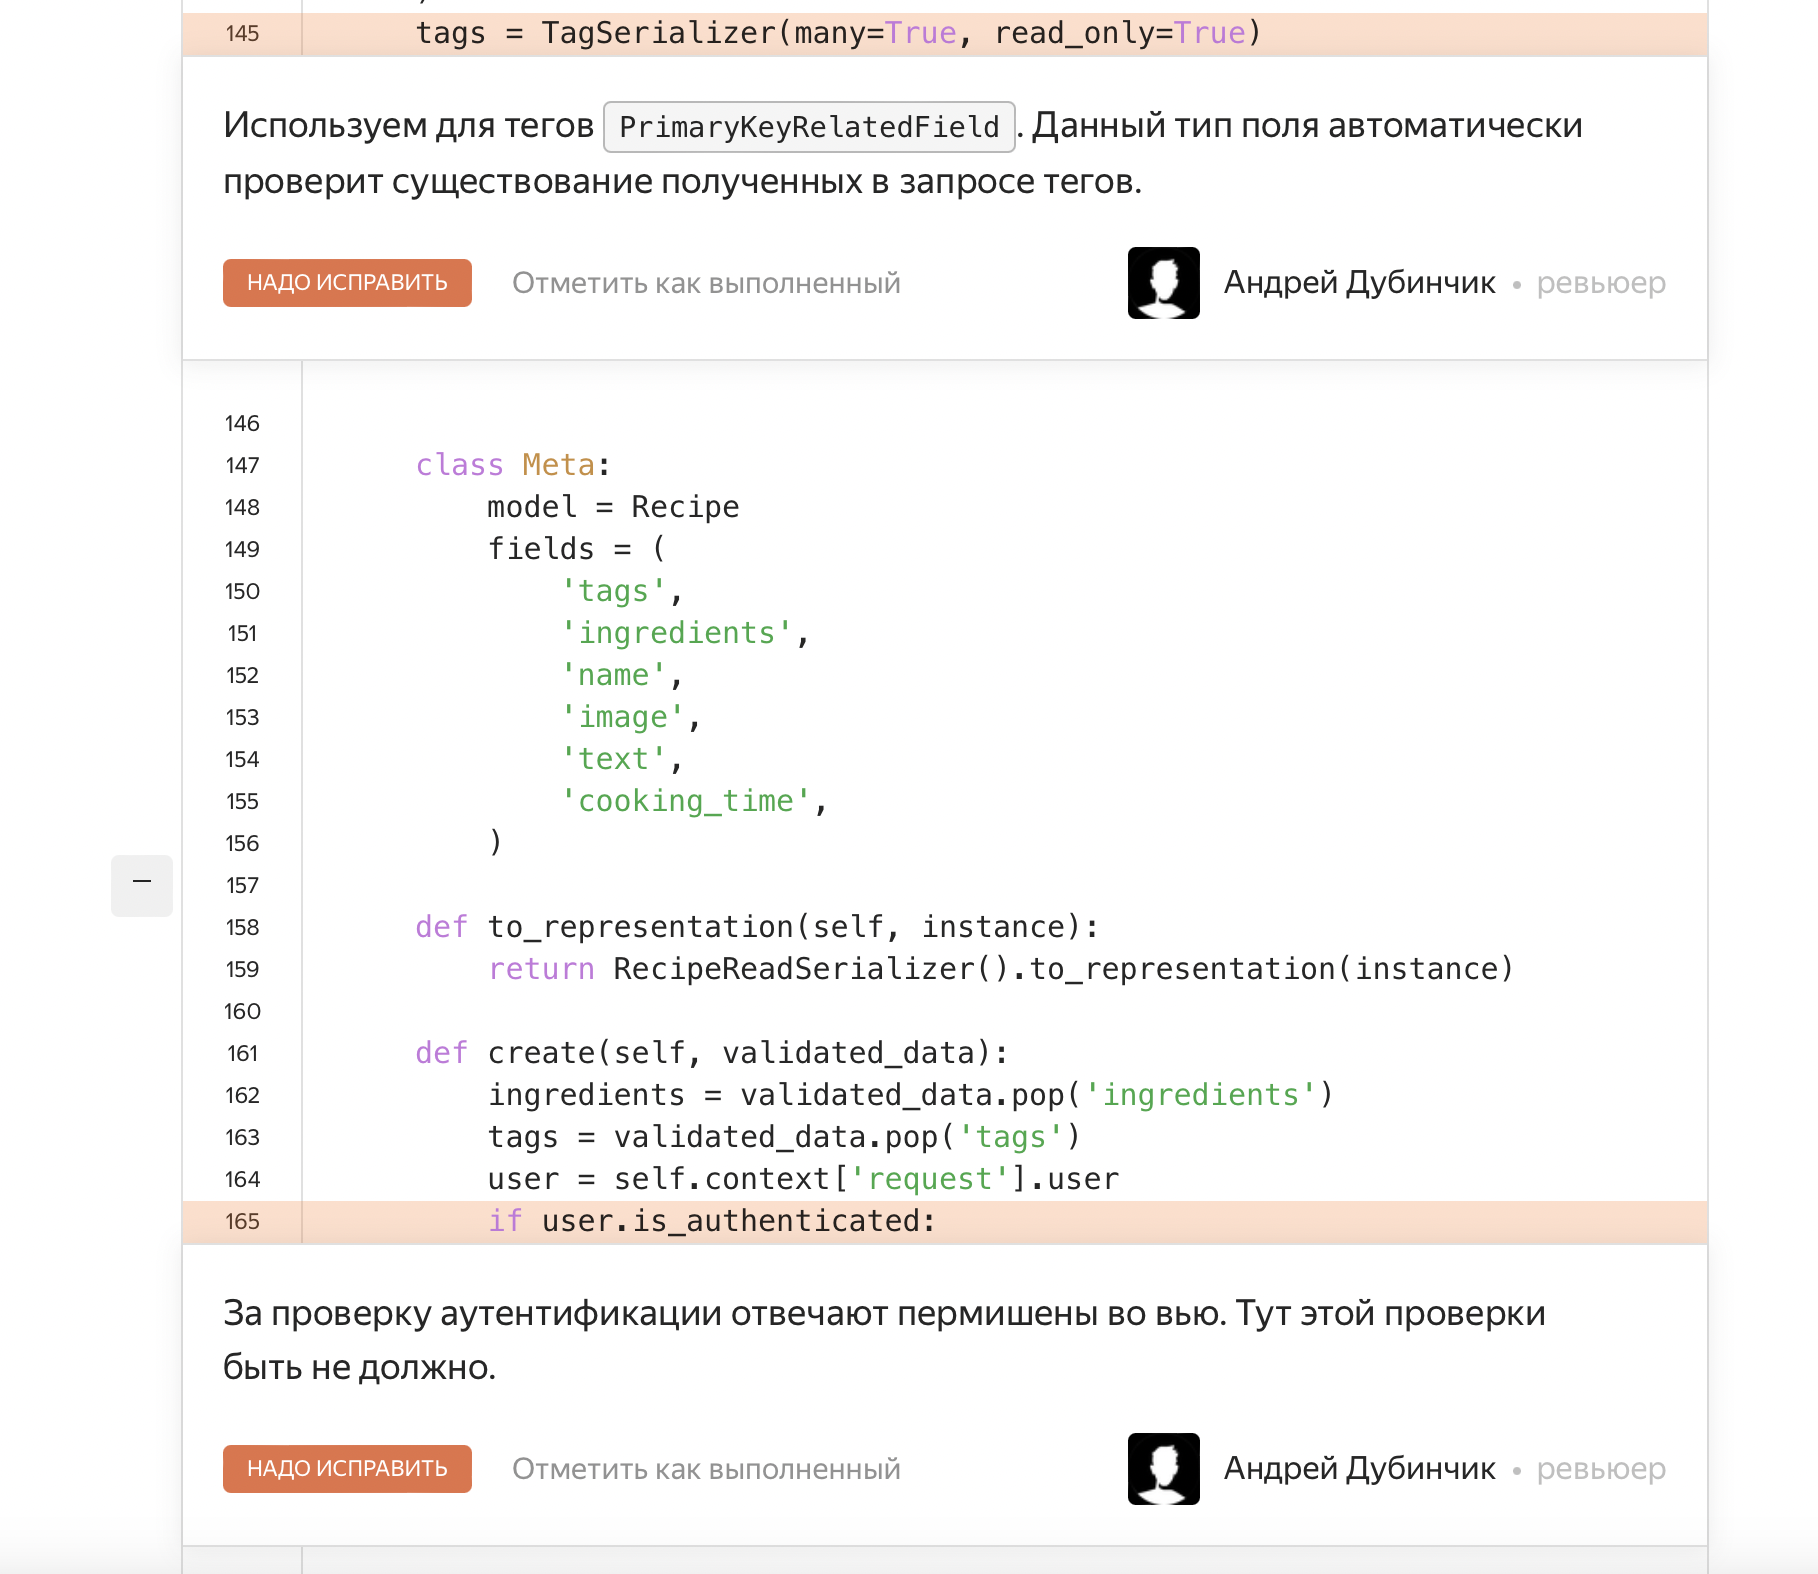 145 tags = TagSerializer(many=True, read_only=True)
Используем для тегов PrimaryKeyRelatedField. Данный тип поля автоматически
проверит существование полученных в запросе тегов.
НАДО ИСПРАВИТЬ Отметить как выполненный Андрей Дубинчик • ревьюер
146
147 class Meta:
148 model = Recipe
149 fields = (
150 'tags',
151 'ingredients',
152 'name',
153 'image',
154 'text',
155 'cooking_time',
156 )
157
158 def to_representation(self, instance):
159 return RecipeReadSerializer().to_representation(instance)
160
161 def create(self, validated_data):
162 ingredients = validated_data.pop('ingredients')
163 tags = validated_data.pop('tags')
164 user = self.context['request'].user
165 if user.is_authenticated:
За проверку аутентификации отвечают пермишены во вью. Тут этой проверки
быть не должно.
НАДО ИСПРАВИТЬ Отметить как выполненный Андрей Дубинчик • ревьюер